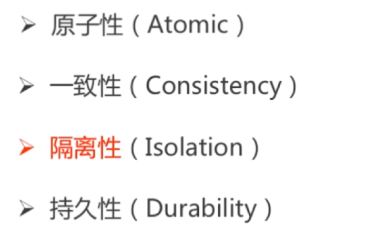 ➢ 原子性 ( Atomic )
➢ 一致性 ( Consistency )
➢ 隔离性 ( Isolation )
➢ 持久性 ( Durability )